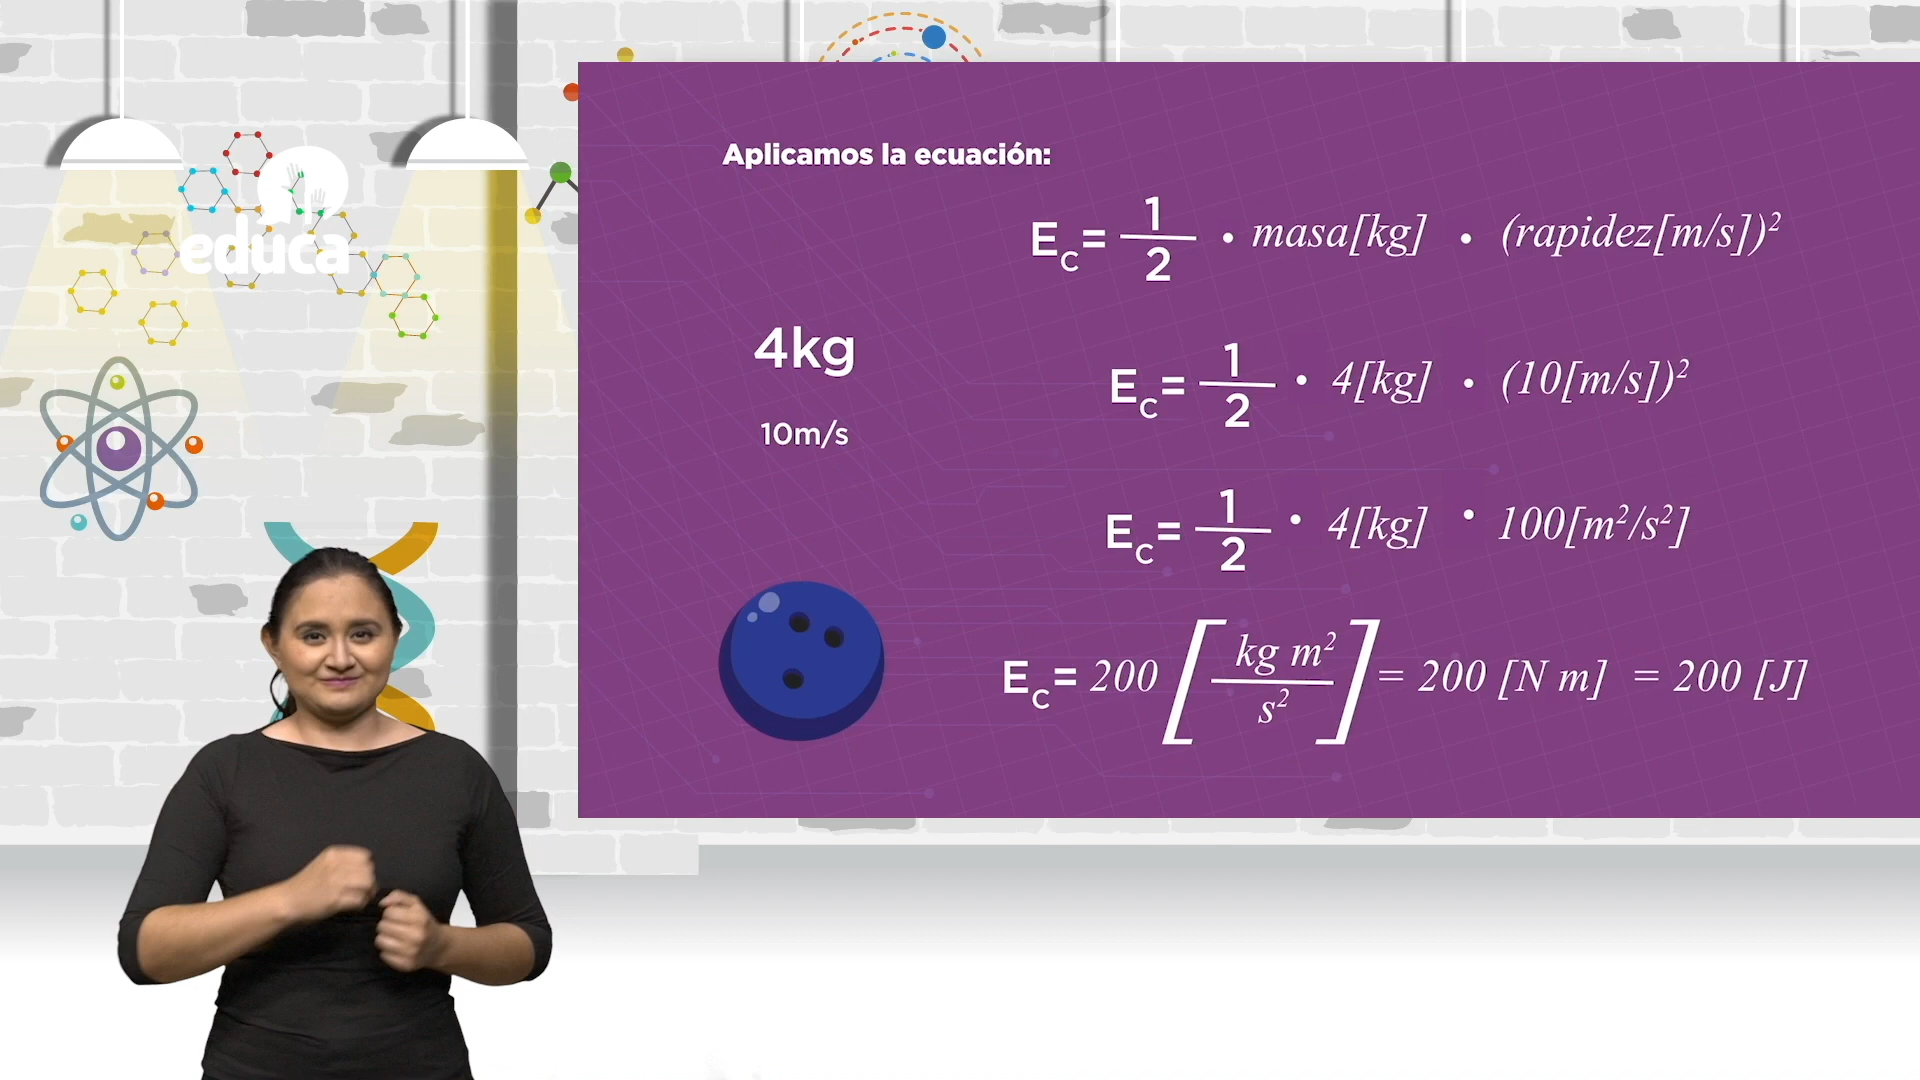 educa
Aplicamos la ecuación:
E_C = 1/2 • masa[kg] • (rapidez[m/s])²
4kg
10m/s
E_C = 1/2 • 4[kg] • (10[m/s])²
E_C = 1/2 • 4[kg] • 100[m²/s²]
E_C = 200 [kg m²/s²] = 200 [N m] = 200 [J]